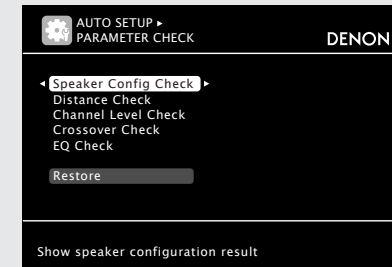 AUTO SETUP ▸
PARAMETER CHECK
DENON
◂ Speaker Config Check ▸
Distance Check
Channel Level Check
Crossover Check
EQ Check
Restore
Show speaker configuration result